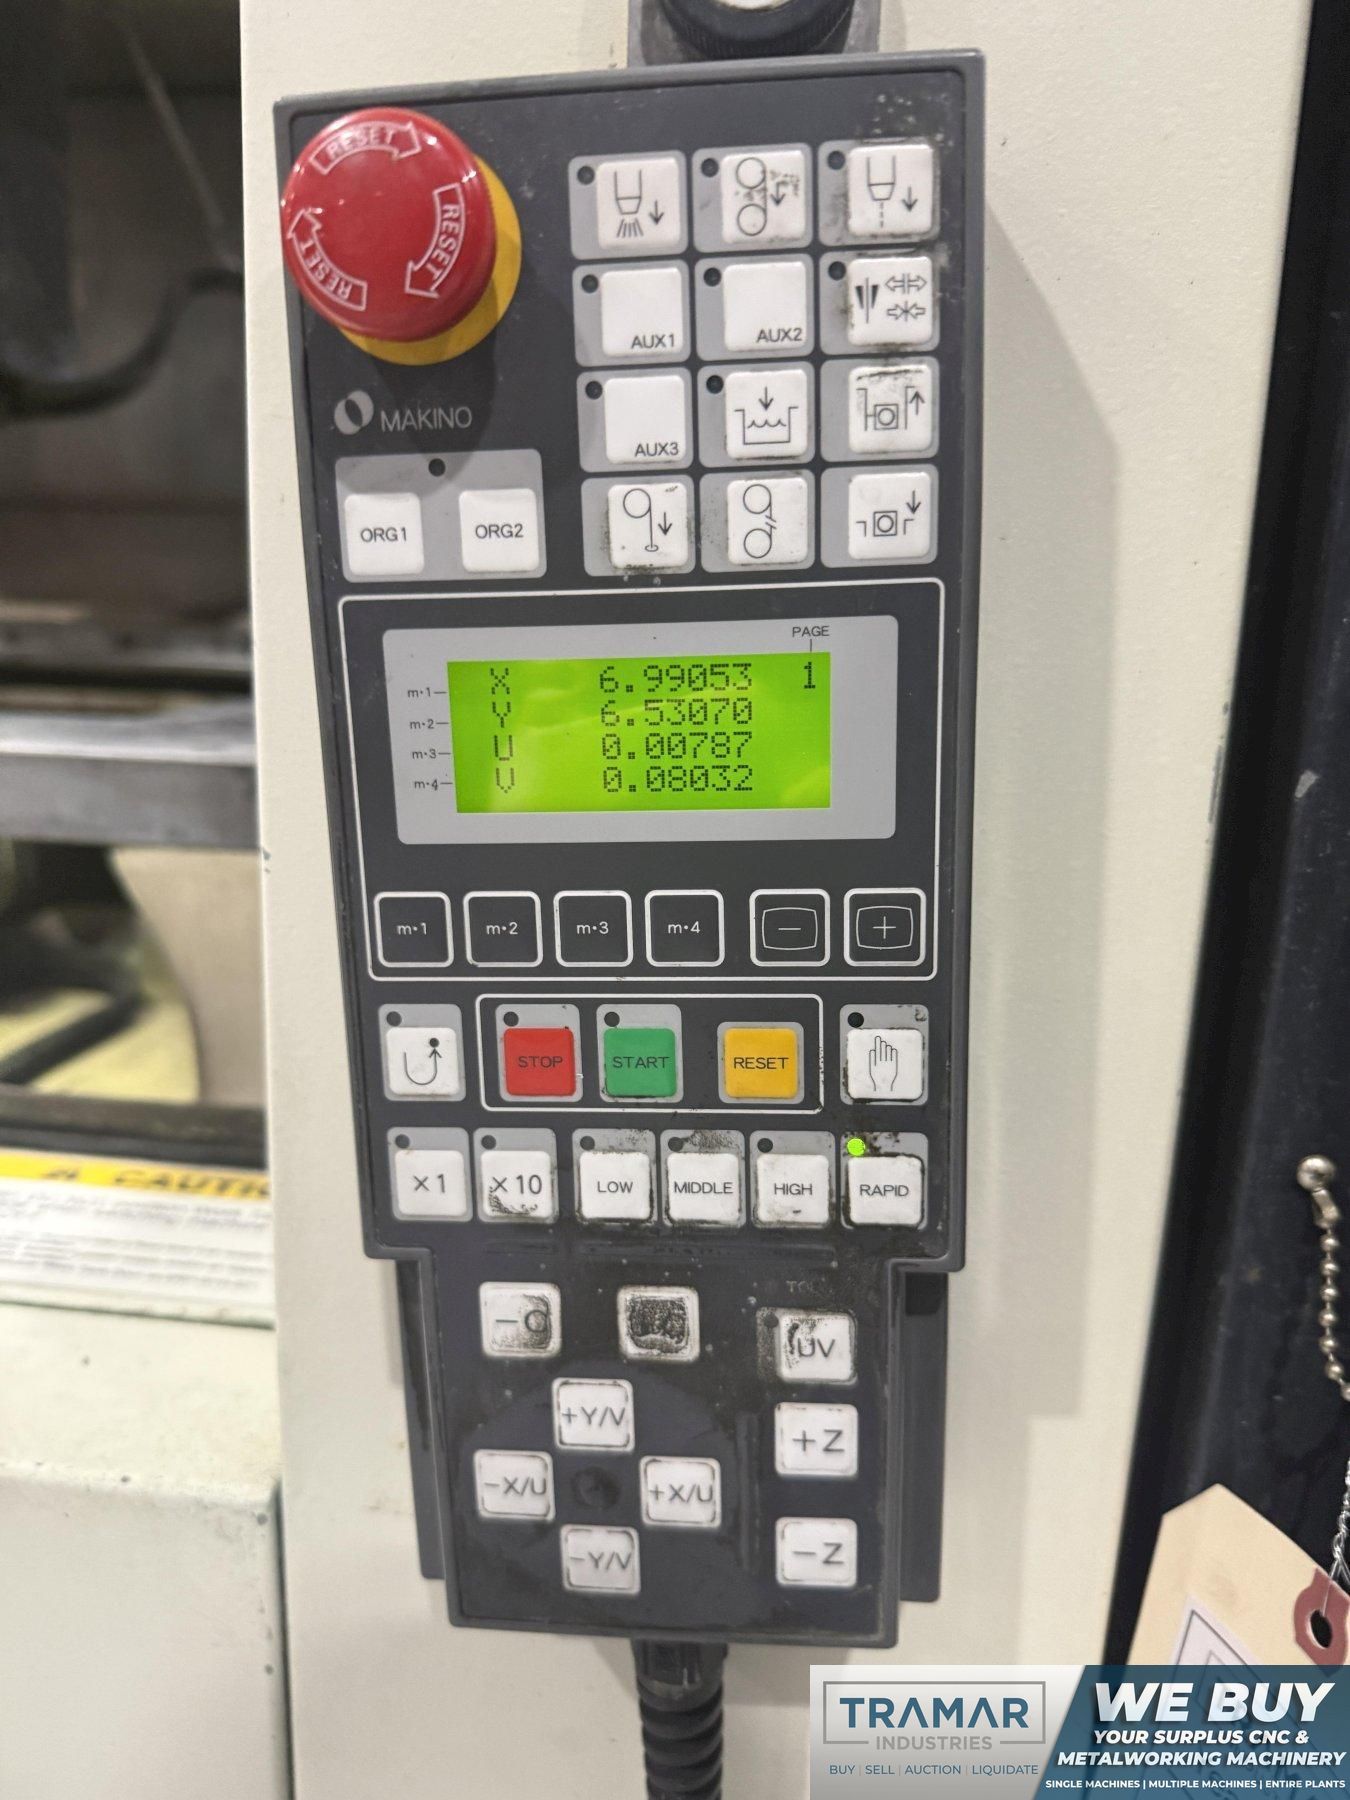 RESET
RESET
RESET
AUX1
AUX2
MAKINO
AUX3
ORG1
ORG2
PAGE
m·1 X 6.99053 1
m·2 Y 6.53070
m·3 U 0.00787
m·4 V 0.08032
m·1 m·2 m·3 m·4 − +
STOP START RESET
×1 ×10 LOW MIDDLE HIGH RAPID
UV
+Y/V
+Z
−X/U
+X/U
−Y/V
−Z
CAUTION
TRAMAR
INDUSTRIES
BUY | SELL | AUCTION | LIQUIDATE
WE BUY
YOUR SURPLUS CNC &
METALWORKING MACHINERY
SINGLE MACHINES | MULTIPLE MACHINES | ENTIRE PLANTS